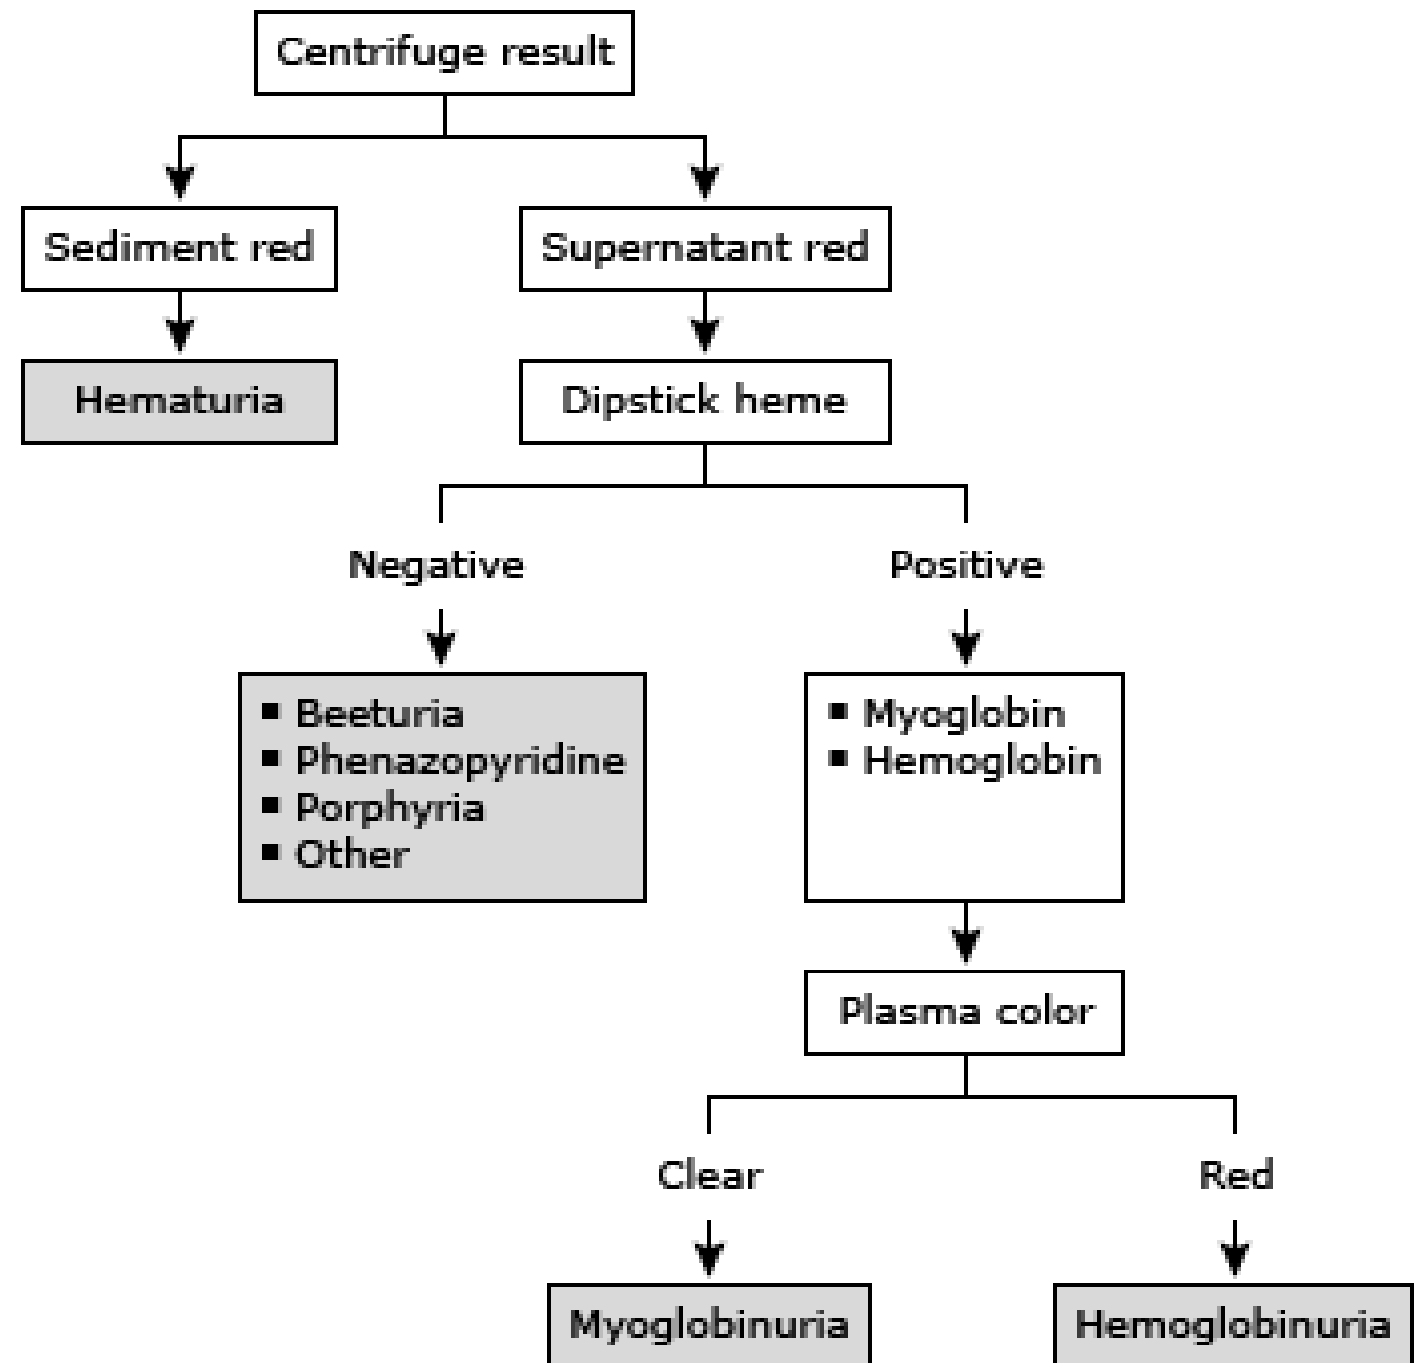 Centrifuge result
Sediment red
Supernatant red
Hematuria
Dipstick heme
Negative
Positive
▪ Beeturia
▪ Phenazopyridine
▪ Porphyria
▪ Other
▪ Myoglobin
▪ Hemoglobin
Plasma color
Clear
Red
Myoglobinuria
Hemoglobinuria